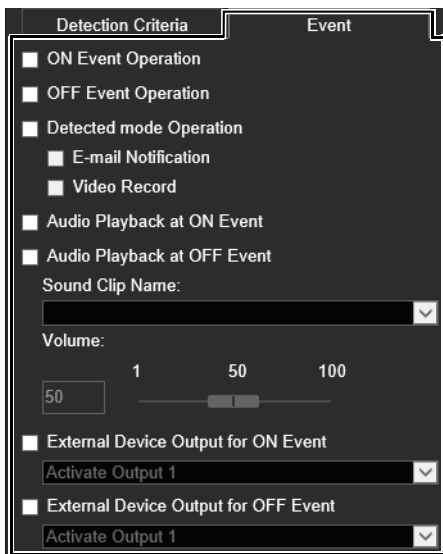 Detection Criteria Event
ON Event Operation
OFF Event Operation
Detected mode Operation
E-mail Notification
Video Record
Audio Playback at ON Event
Audio Playback at OFF Event
Sound Clip Name:
Volume:
1 50 100
50
External Device Output for ON Event
Activate Output 1
External Device Output for OFF Event
Activate Output 1